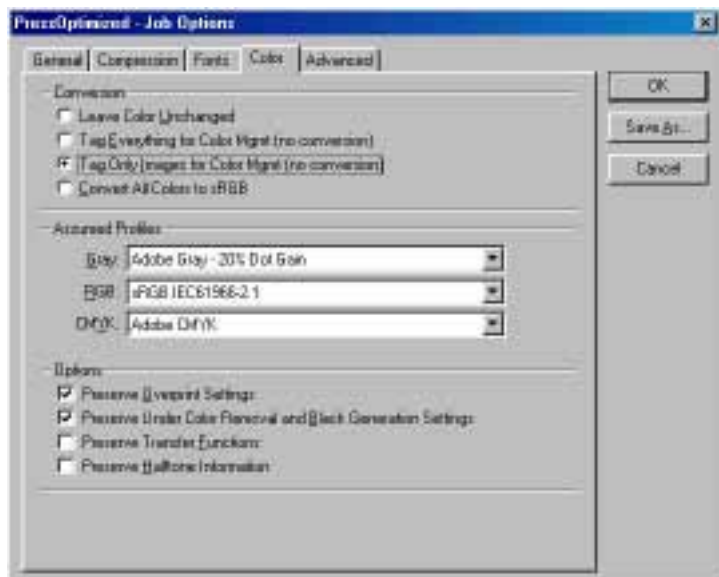 PressOptimized - Job Options
General Compression Fonts Color Advanced
Conversion
Leave Color Unchanged
Tag Everything for Color Mgmt (no conversion)
Tag Only Images for Color Mgmt (no conversion)
Convert All Colors to sRGB
OK
Save As...
Cancel
Assumed Profiles
Gray: Adobe Gray - 20% Dot Gain
RGB: sRGB IEC61966-2.1
CMYK: Adobe CMYK
Options
Preserve Overprint Settings
Preserve Under Color Removal and Black Generation Settings
Preserve Transfer Functions
Preserve Halftone Information